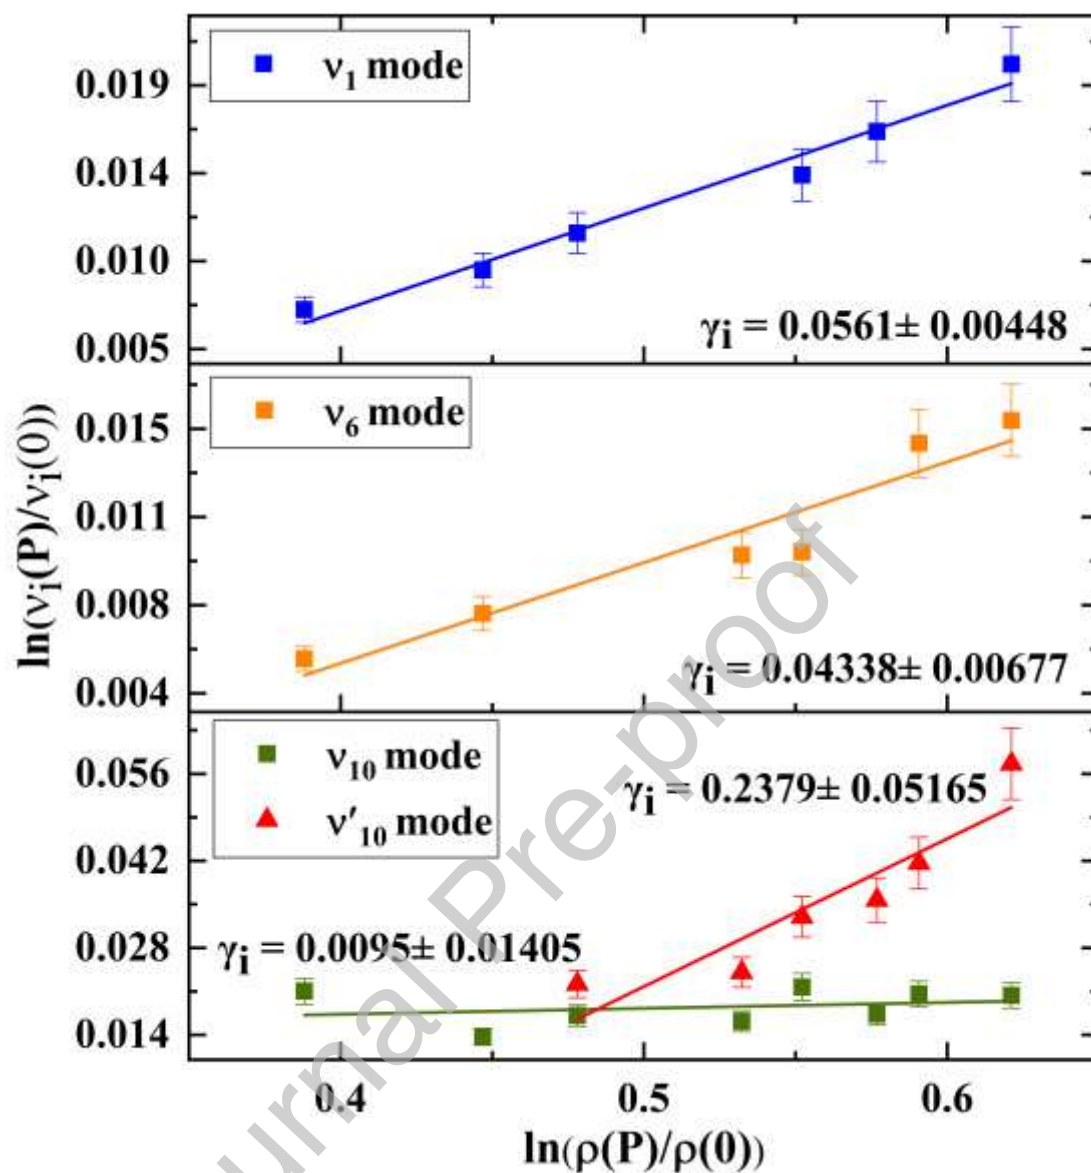 ν1 mode
0.019
0.014
0.010
0.005
γi = 0.0561± 0.00448
ν6 mode
0.015
0.011
0.008
0.004
γi = 0.04338± 0.00677
ν10 mode
ν′10 mode
0.056
0.042
0.028
0.014
γi = 0.2379± 0.05165
γi = 0.0095± 0.01405
0.4 0.5 0.6
ln(ρ(P)/ρ(0))
ln(νi(P)/νi(0))
urnal Pre-proof